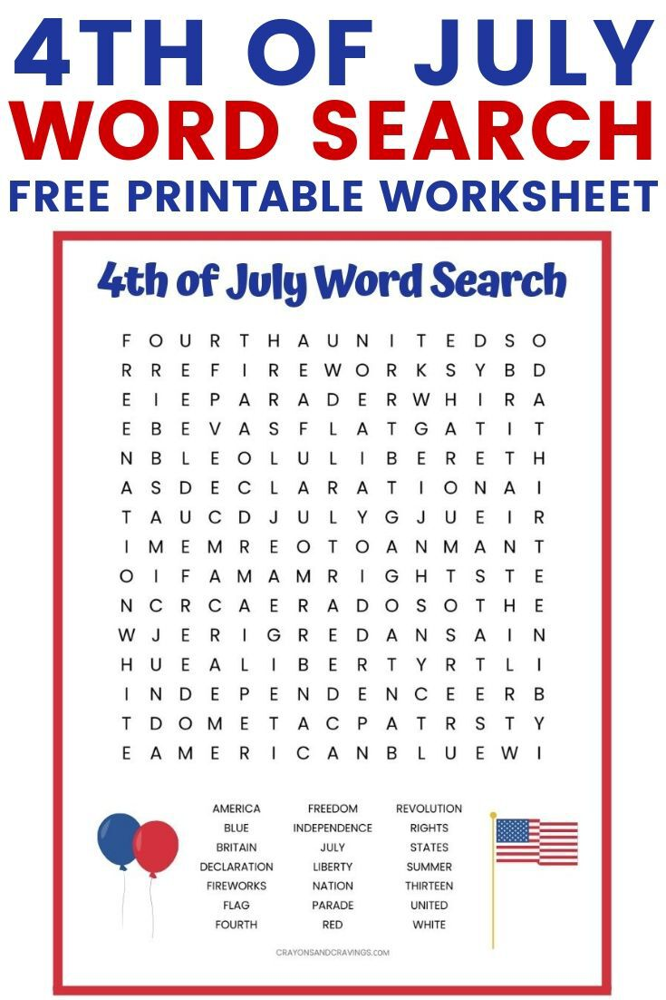 4TH OF JULY
WORD SEARCH
FREE PRINTABLE WORKSHEET
4th of July Word Search
F O U R T H A U N I T E D S O
R R E F I R E W O R K S Y B D
E I E P A R A D E R W H I R A
E B E V A S F L A T G A T I T
N B L E O L U L I B E R E T H
A S D E C L A R A T I O N A I
T A U C D J U L Y G J U E I R
I M E M R E O T O A N M A N T
O I F A M A M R I G H T S T E
N C R C A E R A D O S O T H E
W J E R I G R E D A N S A I N
H U E A L I B E R T Y R T L I
I N D E P E N D E N C E E R B
T D O M E T A C P A T R S T Y
E A M E R I C A N B L U E W I
AMERICA FREEDOM REVOLUTION
BLUE INDEPENDENCE RIGHTS
BRITAIN JULY STATES
DECLARATION LIBERTY SUMMER
FIREWORKS NATION THIRTEEN
FLAG PARADE UNITED
FOURTH RED WHITE
CRAYONSANDCRAVINGS.COM